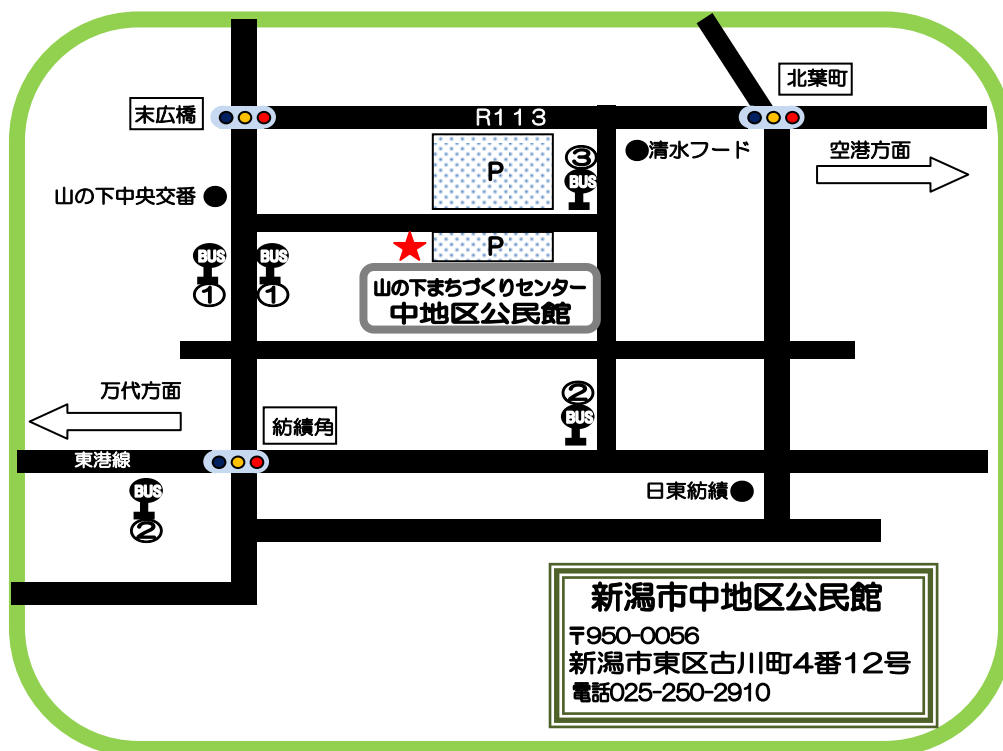 北葉町
末広橋
R113
清水フード
空港方面
P
③
BUS
山の下中央交番
P
BUS
BUS
①
①
山の下まちづくりセンター
中地区公民館
万代方面
②
BUS
紡績角
東港線
BUS
②
日東紡績
新潟市中地区公民館
〒950-0056
新潟市東区古川町4番12号
電話025-250-2910